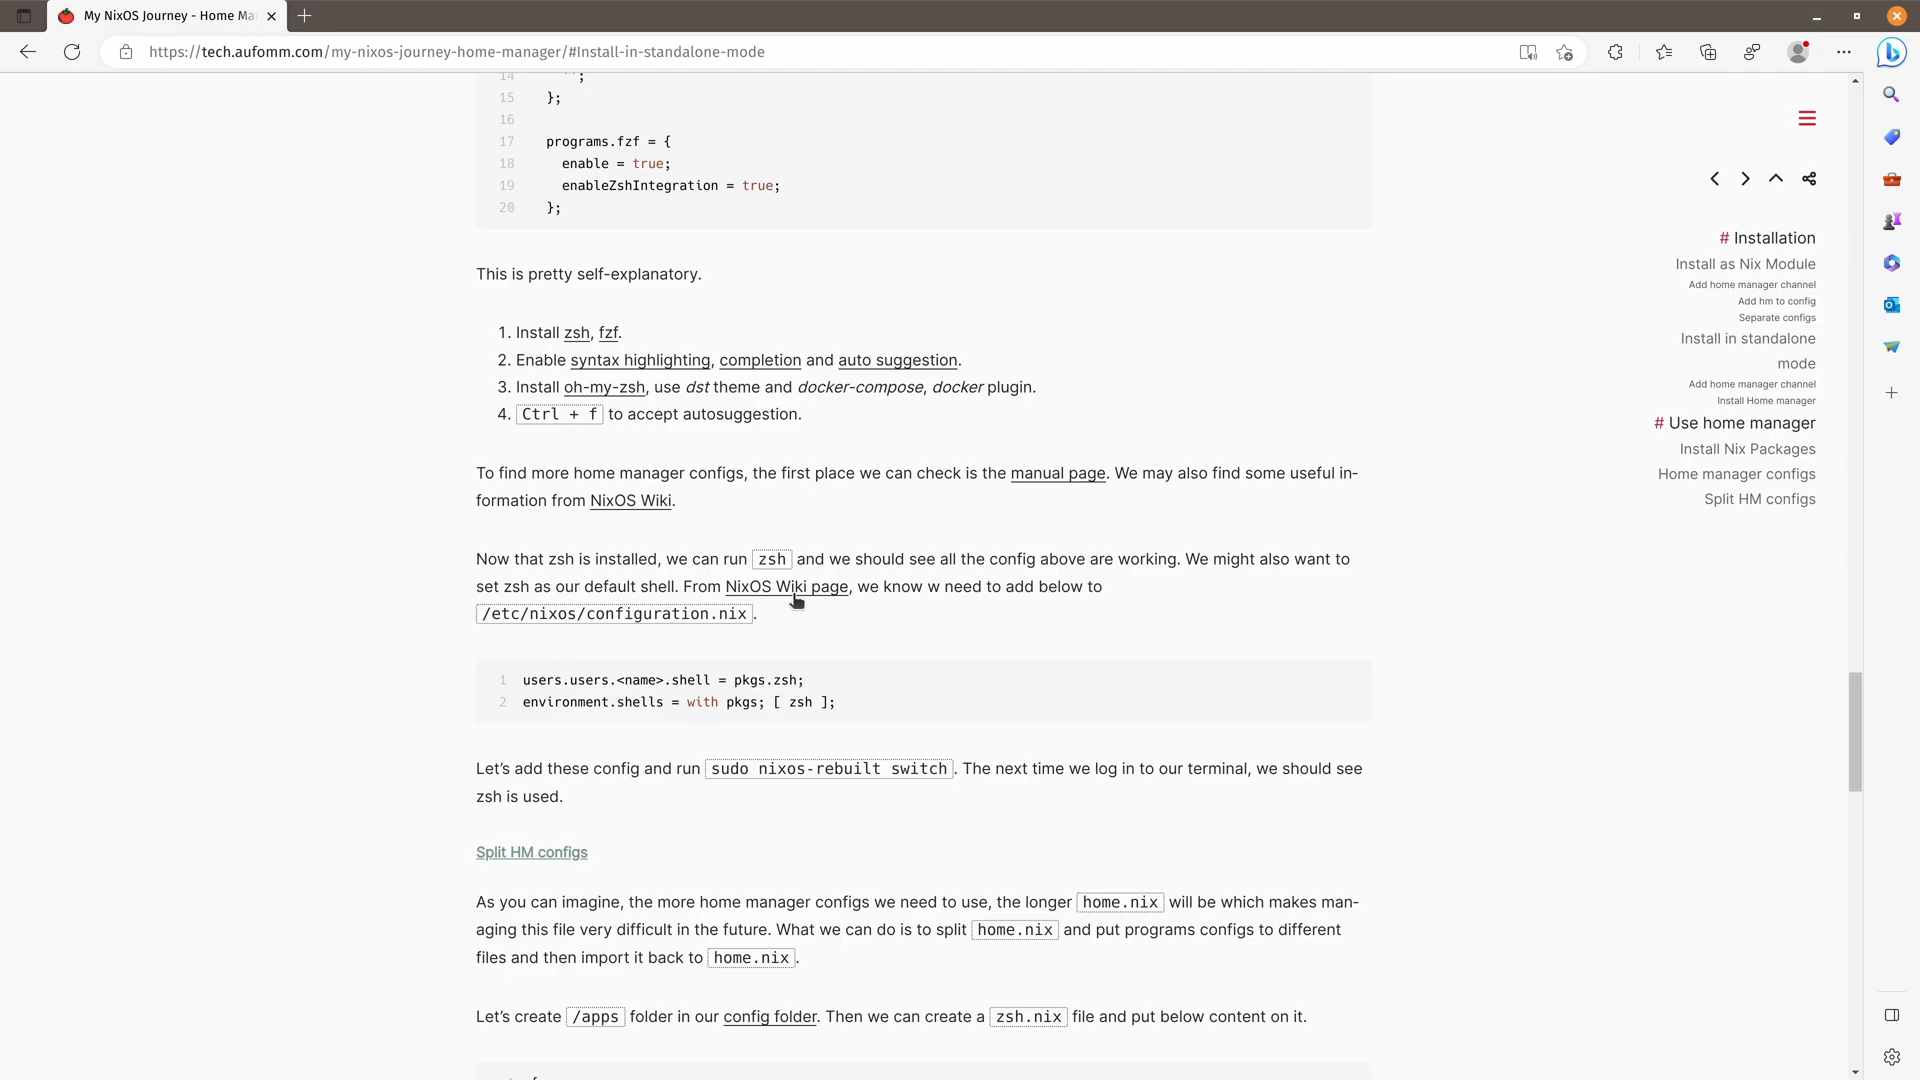 My NixOS Journey - Home Ma
https://tech.aufomm.com/my-nixos-journey-home-manager/#Install-in-standalone-mode
14 '';
15 };
16
17 programs.fzf = {
18 enable = true;
19 enableZshIntegration = true;
20 };
This is pretty self-explanatory.
1. Install zsh, fzf.
2. Enable syntax highlighting, completion and auto suggestion.
3. Install oh-my-zsh, use dst theme and docker-compose, docker plugin.
4. Ctrl + f to accept autosuggestion.
To find more home manager configs, the first place we can check is the manual page. We may also find some useful in-
formation from NixOS Wiki.
Now that zsh is installed, we can run zsh and we should see all the config above are working. We might also want to
set zsh as our default shell. From NixOS Wiki page, we know w need to add below to
/etc/nixos/configuration.nix.
1 users.users.<name>.shell = pkgs.zsh;
2 environment.shells = with pkgs; [ zsh ];
Let's add these config and run sudo nixos-rebuilt switch. The next time we log in to our terminal, we should see
zsh is used.
Split HM configs
As you can imagine, the more home manager configs we need to use, the longer home.nix will be which makes man-
aging this file very difficult in the future. What we can do is to split home.nix and put programs configs to different
files and then import it back to home.nix.
Let's create /apps folder in our config folder. Then we can create a zsh.nix file and put below content on it.
# Installation
Install as Nix Module
Add home manager channel
Add hm to config
Separate configs
Install in standalone
mode
Add home manager channel
Install Home manager
# Use home manager
Install Nix Packages
Home manager configs
Split HM configs